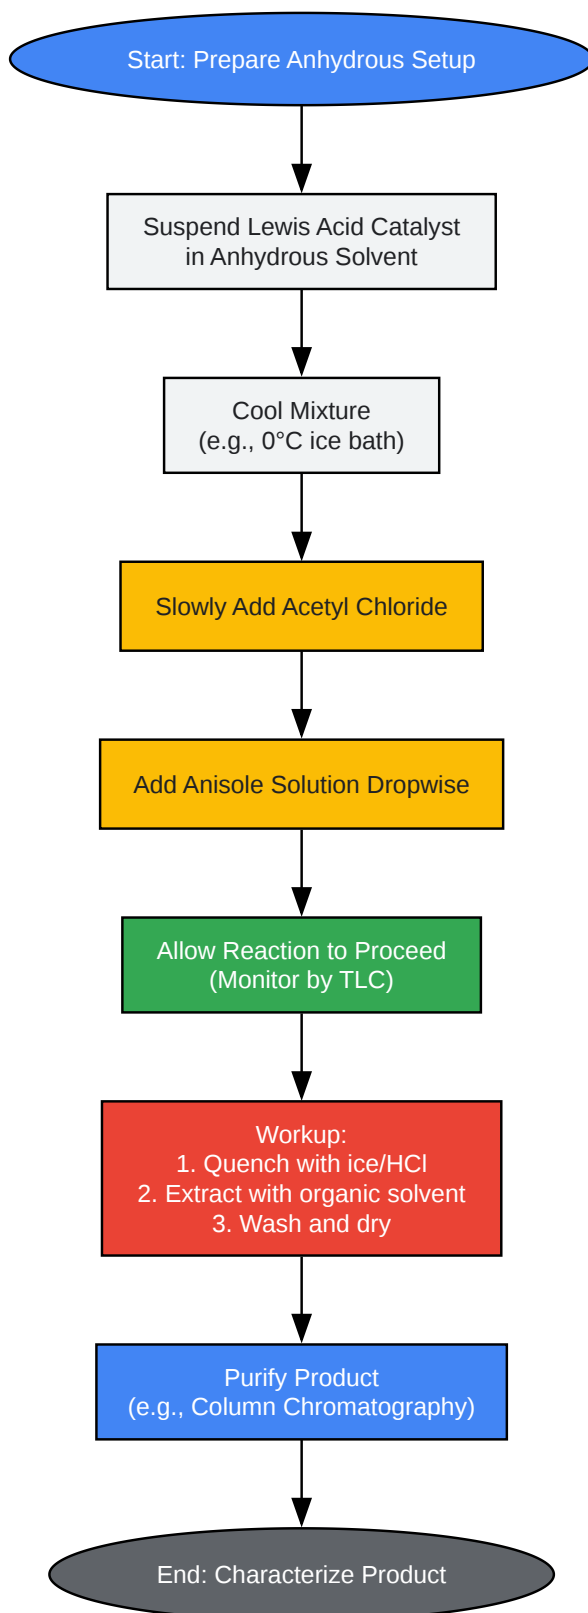 Start: Prepare Anhydrous Setup
Suspend Lewis Acid Catalyst
in Anhydrous Solvent
Cool Mixture
(e.g., 0°C ice bath)
Slowly Add Acetyl Chloride
Add Anisole Solution Dropwise
Allow Reaction to Proceed
(Monitor by TLC)
Workup:
1. Quench with ice/HCl
2. Extract with organic solvent
3. Wash and dry
Purify Product
(e.g., Column Chromatography)
End: Characterize Product